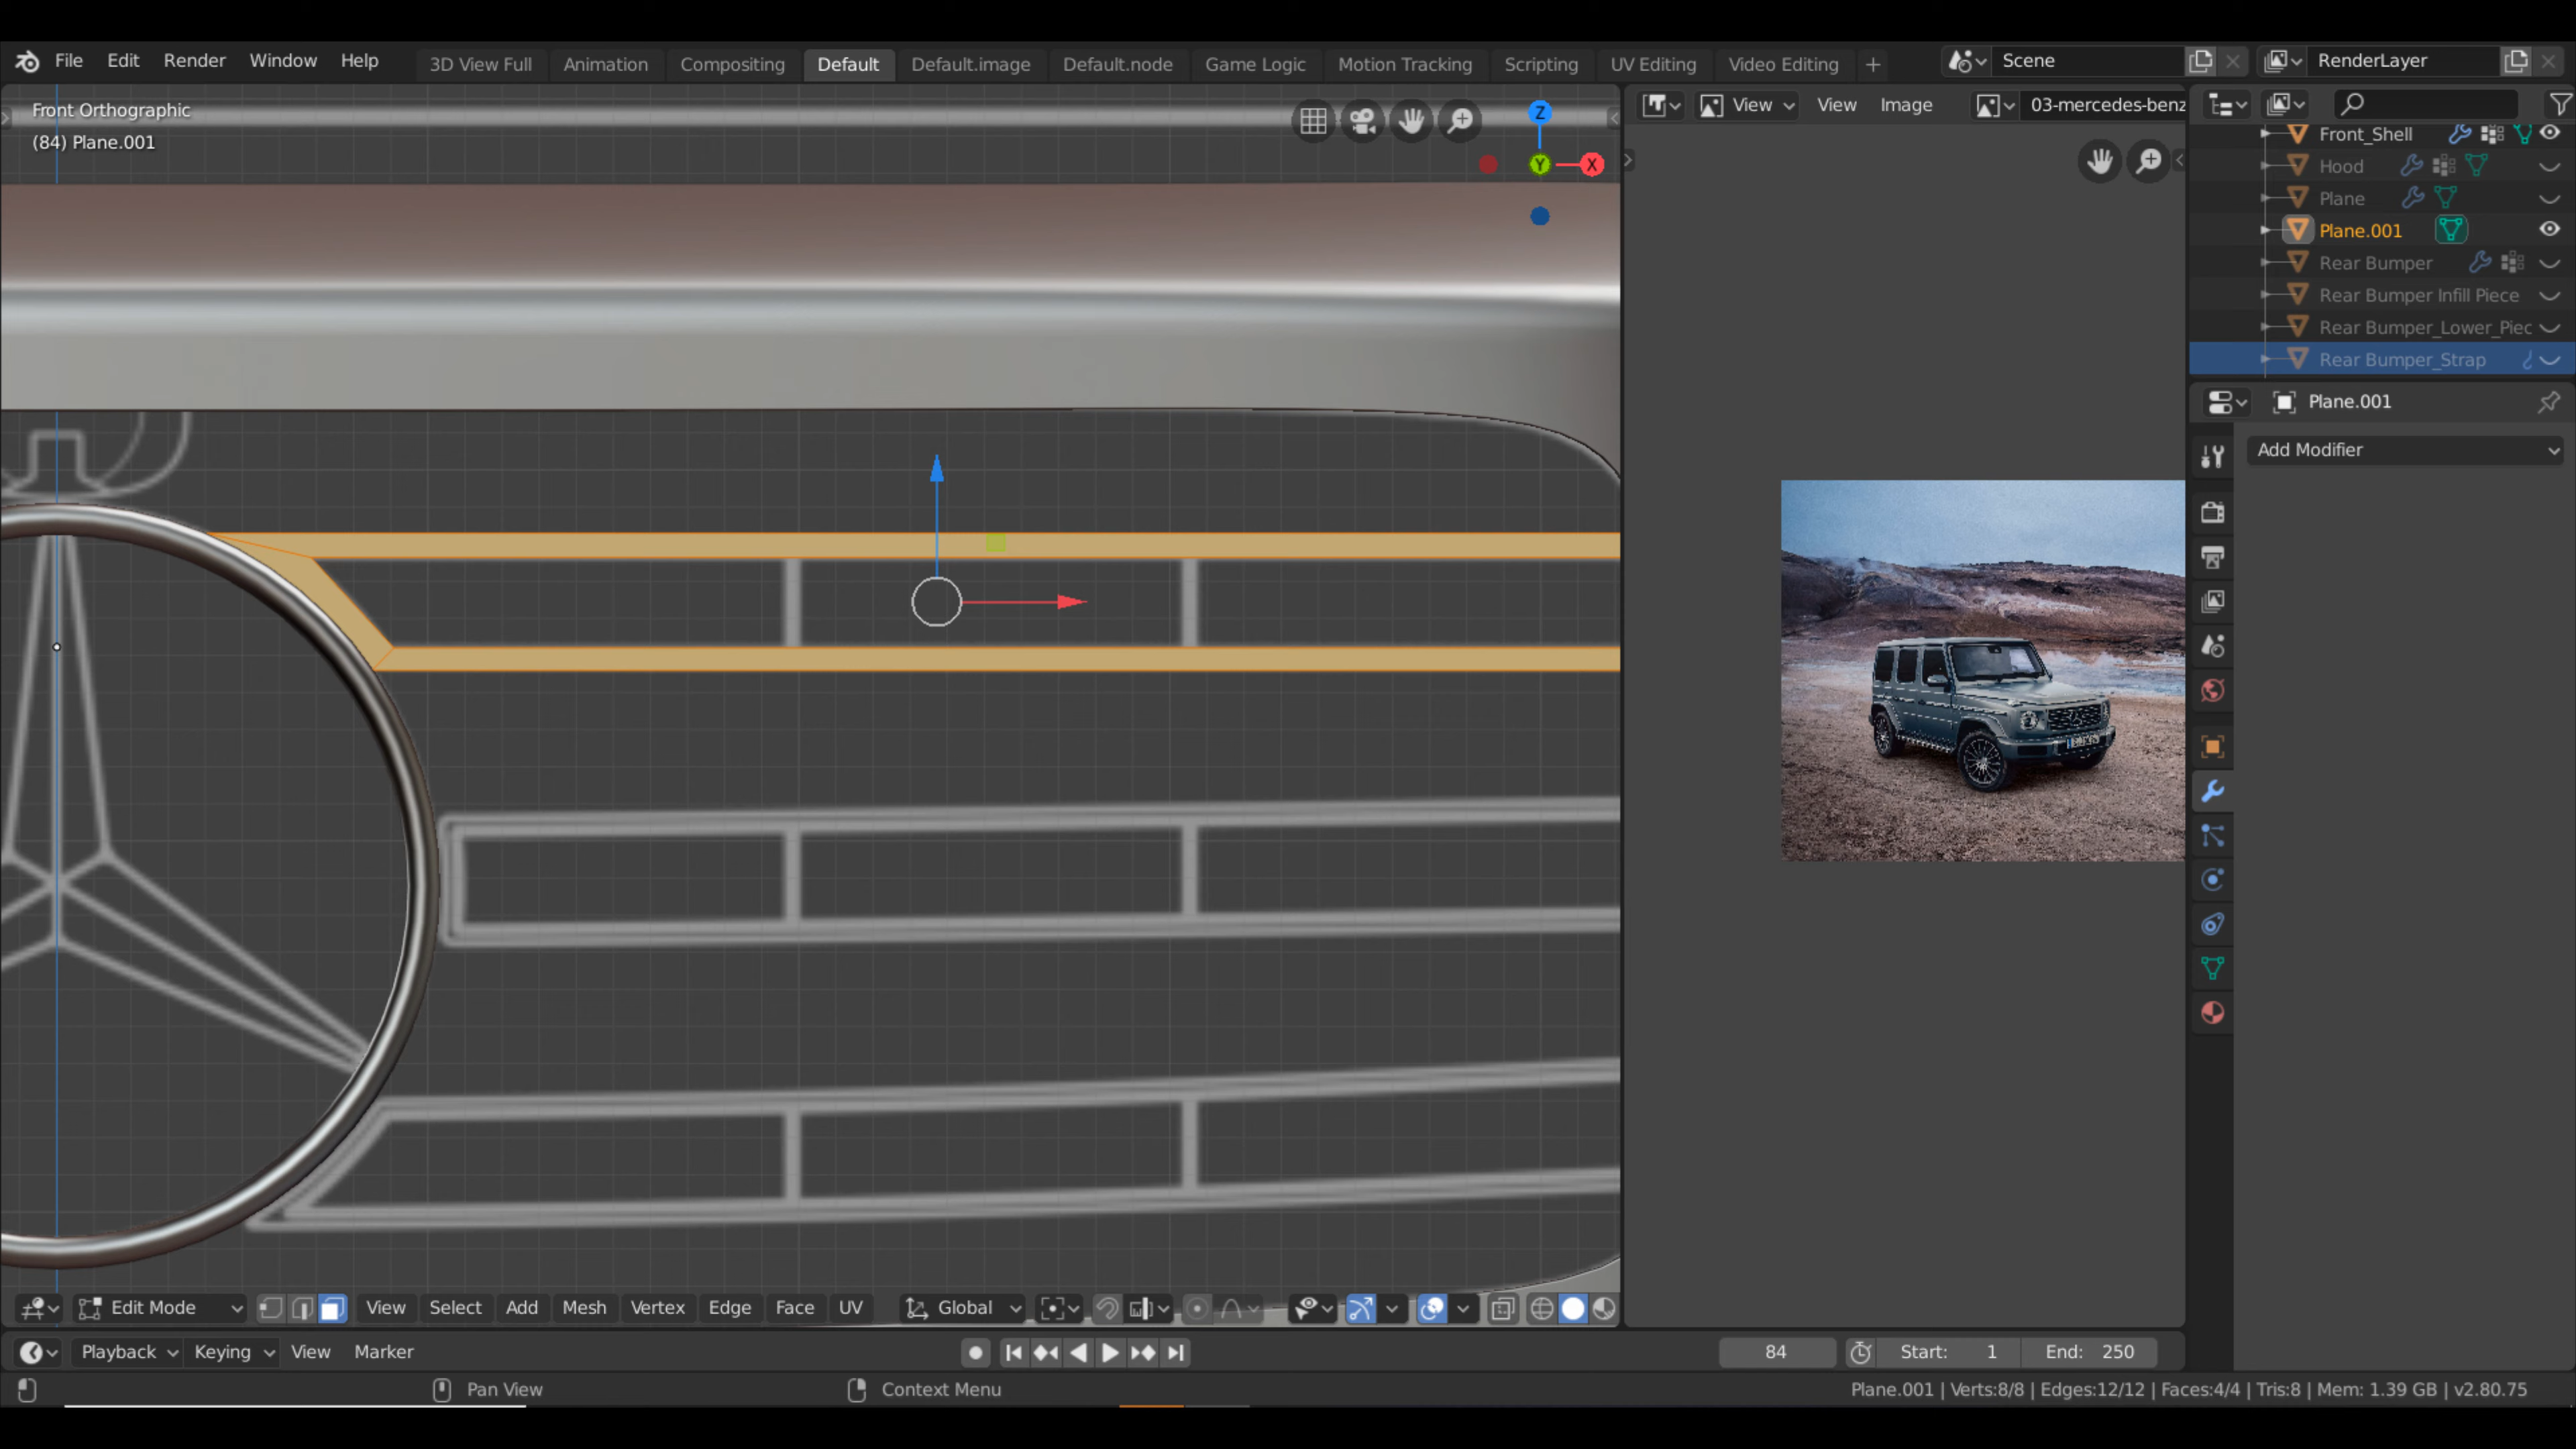 File Edit Render Window Help 3D View Full Animation Compositing Default Default.image Default.node Game Logic Motion Tracking Scripting UV Editing Video Editing + Scene RenderLayer
Front Orthographic
(84) Plane.001
Z
Y
X
View View Image 03-mercedes-benz
Front_Shell
Hood
Plane
Plane.001
Rear Bumper
Rear Bumper Infill Piece
Rear Bumper_Lower_Piec
Rear Bumper_Strap
Plane.001
Add Modifier
Edit Mode View Select Add Mesh Vertex Edge Face UV Global
Playback Keying View Marker 84 Start: 1 End: 250
Pan View Context Menu Plane.001 | Verts:8/8 | Edges:12/12 | Faces:4/4 | Tris:8 | Mem: 1.39 GB | v2.80.75